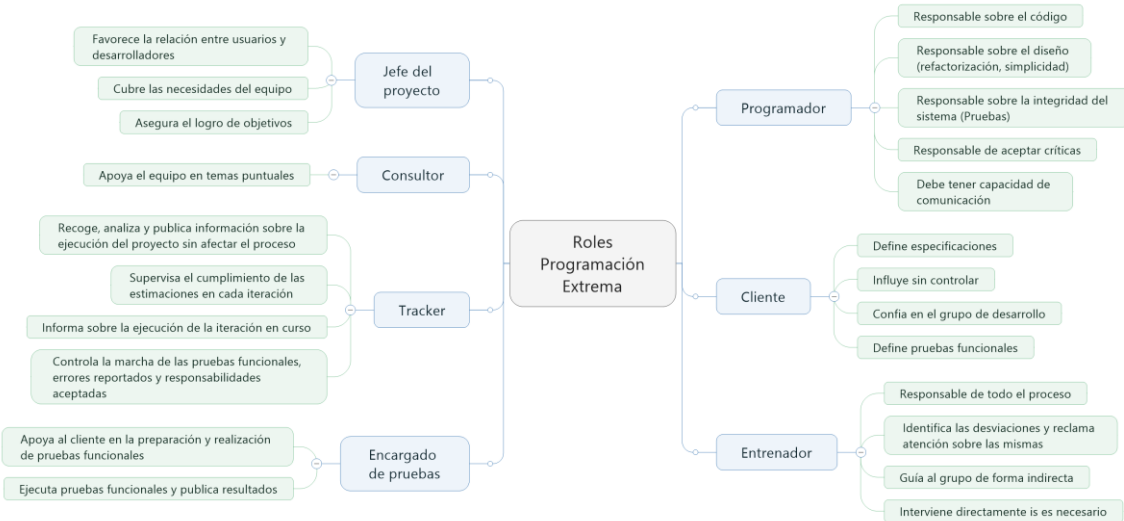 Roles
Programación
Extrema
Jefe del
proyecto
Favorece la relación entre usuarios y
desarrolladores
Cubre las necesidades del equipo
Asegura el logro de objetivos
Consultor
Apoya el equipo en temas puntuales
Tracker
Recoge, analiza y publica información sobre la
ejecución del proyecto sin afectar el proceso
Supervisa el cumplimiento de las
estimaciones en cada iteración
Informa sobre la ejecución de la iteración en curso
Controla la marcha de las pruebas funcionales,
errores reportados y responsabilidades
aceptadas
Encargado
de pruebas
Apoya al cliente en la preparación y realización
de pruebas funcionales
Ejecuta pruebas funcionales y publica resultados
Programador
Responsable sobre el código
Responsable sobre el diseño
(refactorización, simplicidad)
Responsable sobre la integridad del
sistema (Pruebas)
Responsable de aceptar críticas
Debe tener capacidad de
comunicación
Cliente
Define especificaciones
Influye sin controlar
Confia en el grupo de desarrollo
Define pruebas funcionales
Entrenador
Responsable de todo el proceso
Identifica las desviaciones y reclama
atención sobre las mismas
Guía al grupo de forma indirecta
Interviene directamente is es necesario